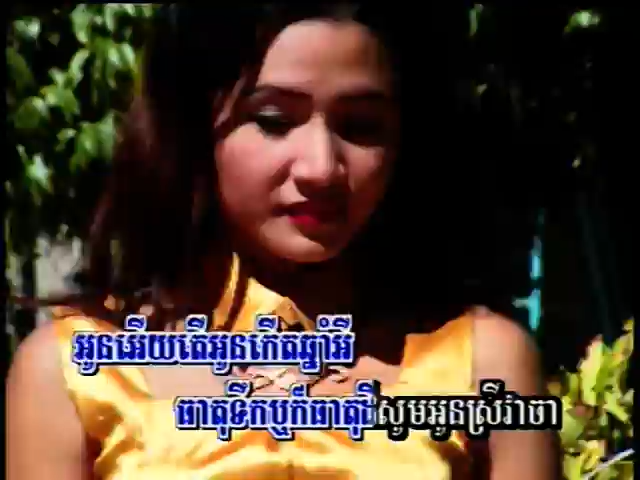 អូនអើយតើអូនកើតឆ្នាំអី
ធាតុទឹកឬក៏ធាតុដីសូមអូនស្រីវាចា